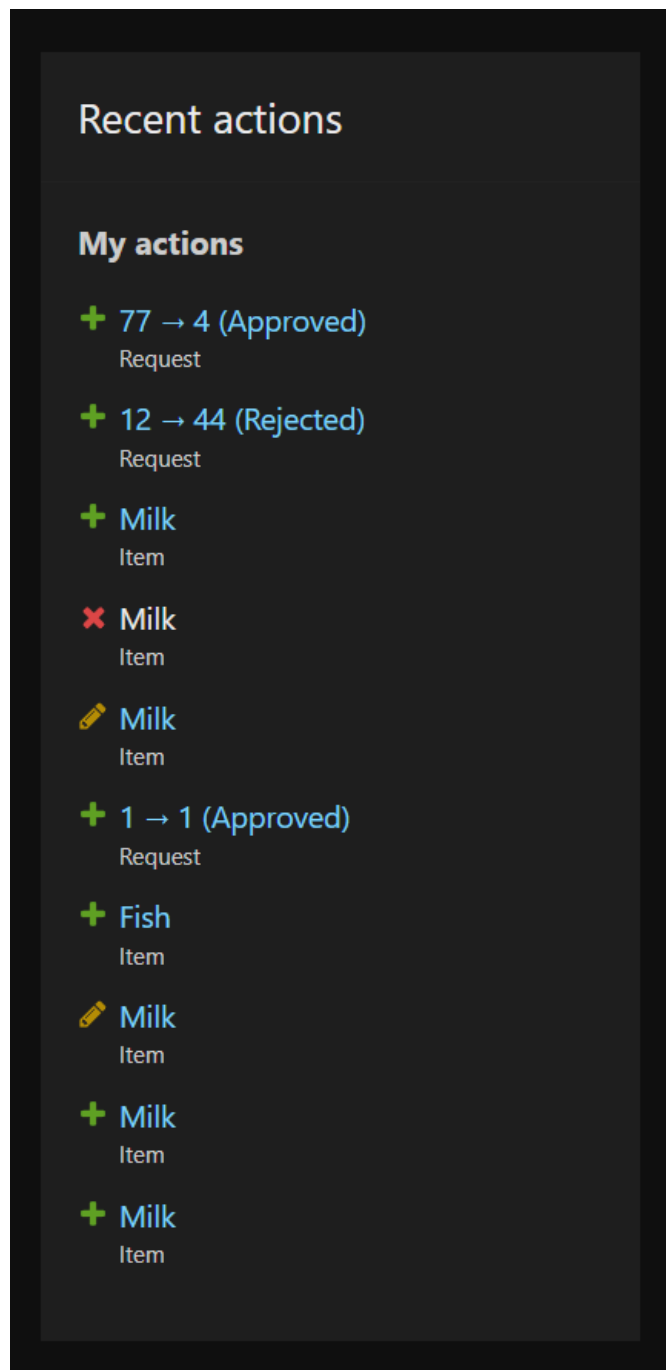 Recent actions
My actions
77 → 4 (Approved)
Request
12 → 44 (Rejected)
Request
Milk
Item
Milk
Item
Milk
Item
1 → 1 (Approved)
Request
Fish
Item
Milk
Item
Milk
Item
Milk
Item